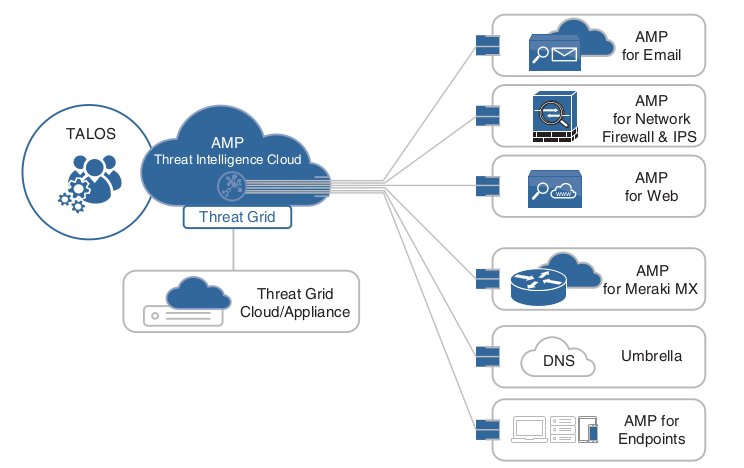 TALOS
AMP
Threat Intelligence Cloud
Threat Grid
Threat Grid
Cloud/Appliance
AMP
for Email
AMP
for Network
Firewall & IPS
www
AMP
for Web
AMP
for Meraki MX
DNS
Umbrella
AMP for
Endpoints